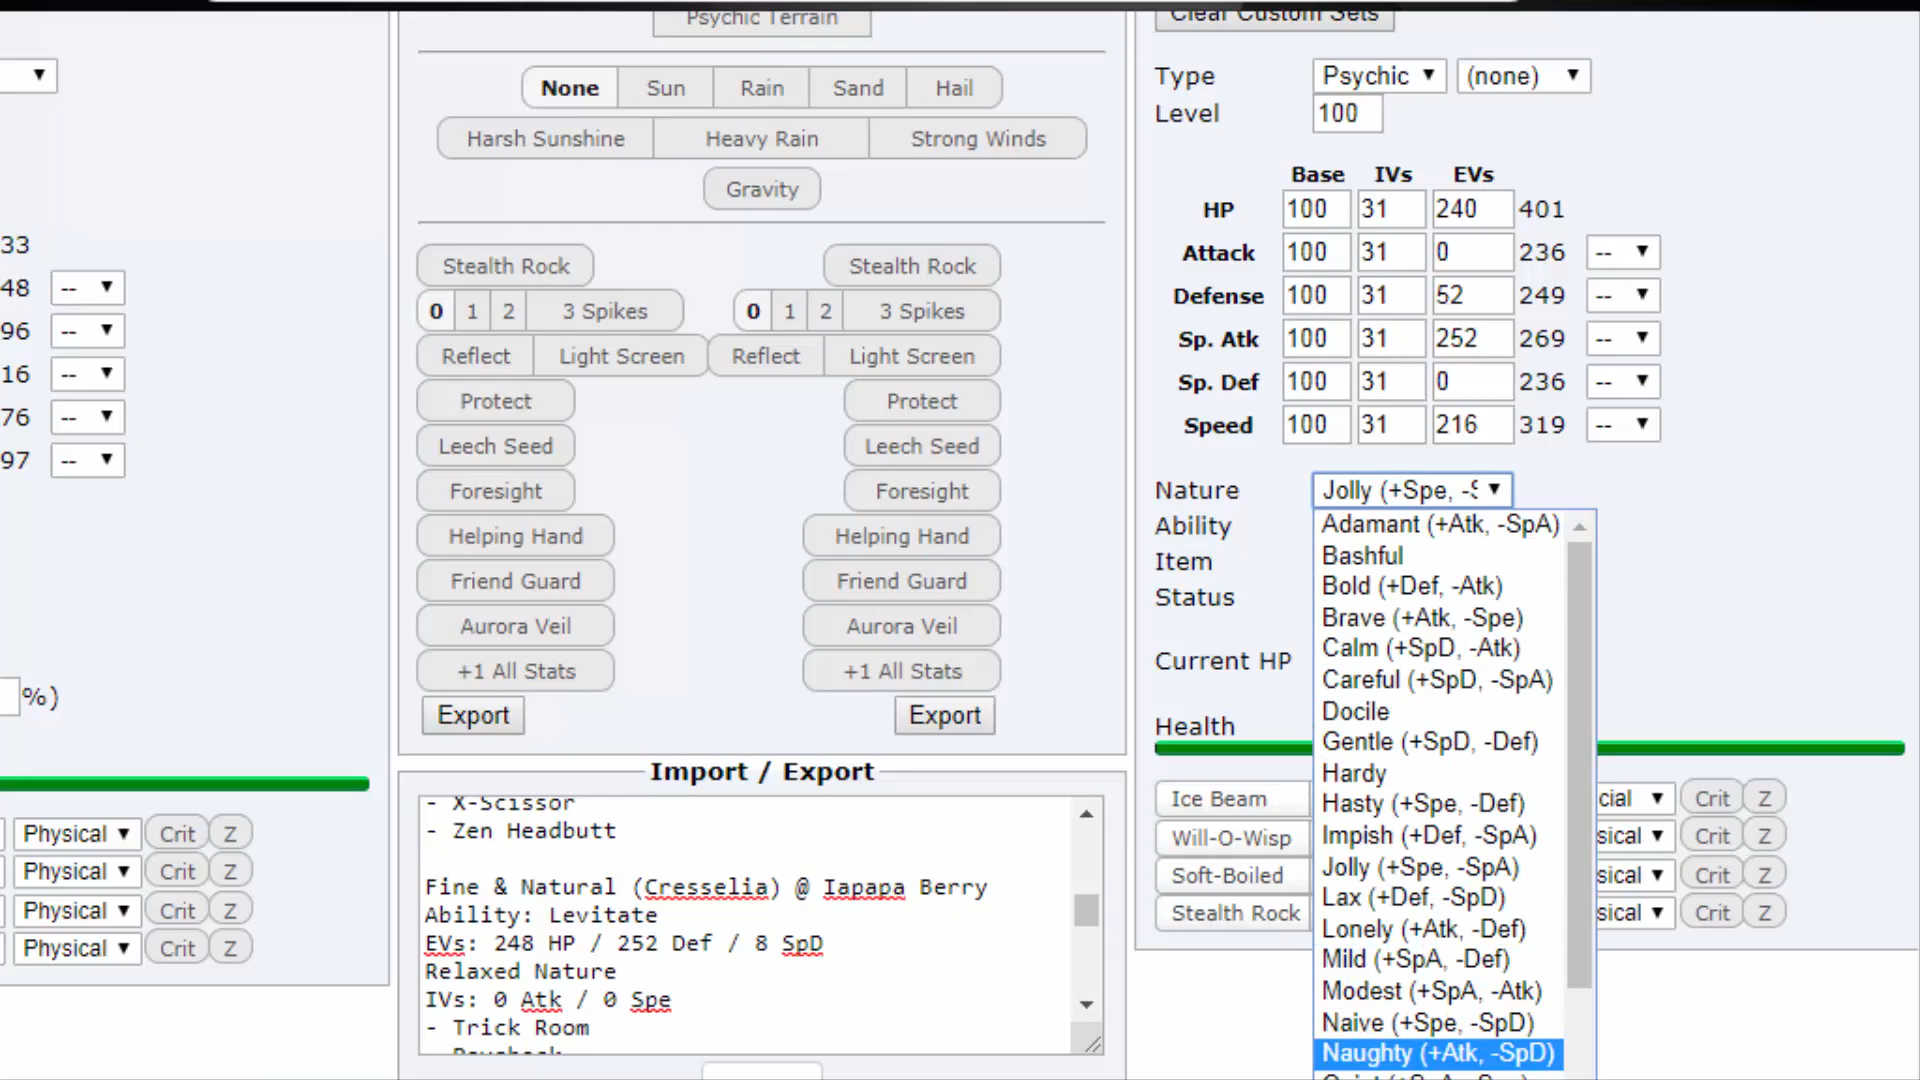 Psychic Terrain
None Sun Rain Sand Hail
Harsh Sunshine Heavy Rain Strong Winds
Gravity
Stealth Rock Stealth Rock
0 1 2 3 Spikes 0 1 2 3 Spikes
Reflect Light Screen Reflect Light Screen
Protect Protect
Leech Seed Leech Seed
Foresight Foresight
Helping Hand Helping Hand
Friend Guard Friend Guard
Aurora Veil Aurora Veil
+1 All Stats +1 All Stats
Export Export
33
48 --
96 --
16 --
76 --
97 --
%)
Physical Crit Z
Physical Crit Z
Physical Crit Z
Physical Crit Z
Import / Export
- X-Scissor
- Zen Headbutt
Fine & Natural (Cresselia) @ Iapapa Berry
Ability: Levitate
EVs: 248 HP / 252 Def / 8 SpD
Relaxed Nature
IVs: 0 Atk / 0 Spe
- Trick Room
Clear Custom Sets
Type Psychic (none)
Level 100
Base IVs EVs
HP 100 31 240 401
Attack 100 31 0 236 --
Defense 100 31 52 249 --
Sp. Atk 100 31 252 269 --
Sp. Def 100 31 0 236 --
Speed 100 31 216 319 --
Nature Jolly (+Spe, -S
Ability
Item
Status
Current HP
Health
Adamant (+Atk, -SpA)
Bashful
Bold (+Def, -Atk)
Brave (+Atk, -Spe)
Calm (+SpD, -Atk)
Careful (+SpD, -SpA)
Docile
Gentle (+SpD, -Def)
Hardy
Hasty (+Spe, -Def)
Impish (+Def, -SpA)
Jolly (+Spe, -SpA)
Lax (+Def, -SpD)
Lonely (+Atk, -Def)
Mild (+SpA, -Def)
Modest (+SpA, -Atk)
Naive (+Spe, -SpD)
Naughty (+Atk, -SpD)
Ice Beam cial Crit Z
Will-O-Wisp sical Crit Z
Soft-Boiled sical Crit Z
Stealth Rock sical Crit Z